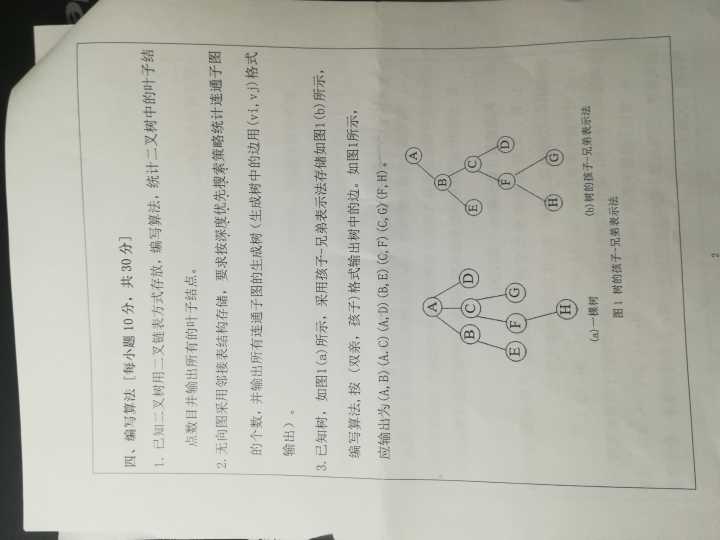 四、编写算法 [每小题 10 分，共 30 分]
1. 已知二叉树用二叉链表方式存放，编写算法，统计二叉树中的叶子结
点数目并输出所有的叶子结点。
2. 无向图采用邻接表结构存储，要求按深度优先搜索策略统计连通子图
的个数，并输出所有连通子图的生成树（生成树中的边用(vi,vj)格式
输出）。
3. 已知树，如图1(a)所示，采用孩子-兄弟表示法存储如图1(b)所示，
编写算法,按 (双亲，孩子)格式输出树中的边。如图1所示，
应输出为(A,B)(A.C)(A,D)(B,E)(C,F)(C,G)(F,H)。
A
B C D
E F G
H
A
B
E C
F D
H G
(a)一棵树
(b)树的孩子-兄弟表示法
图1 树的孩子-兄弟表示法
2